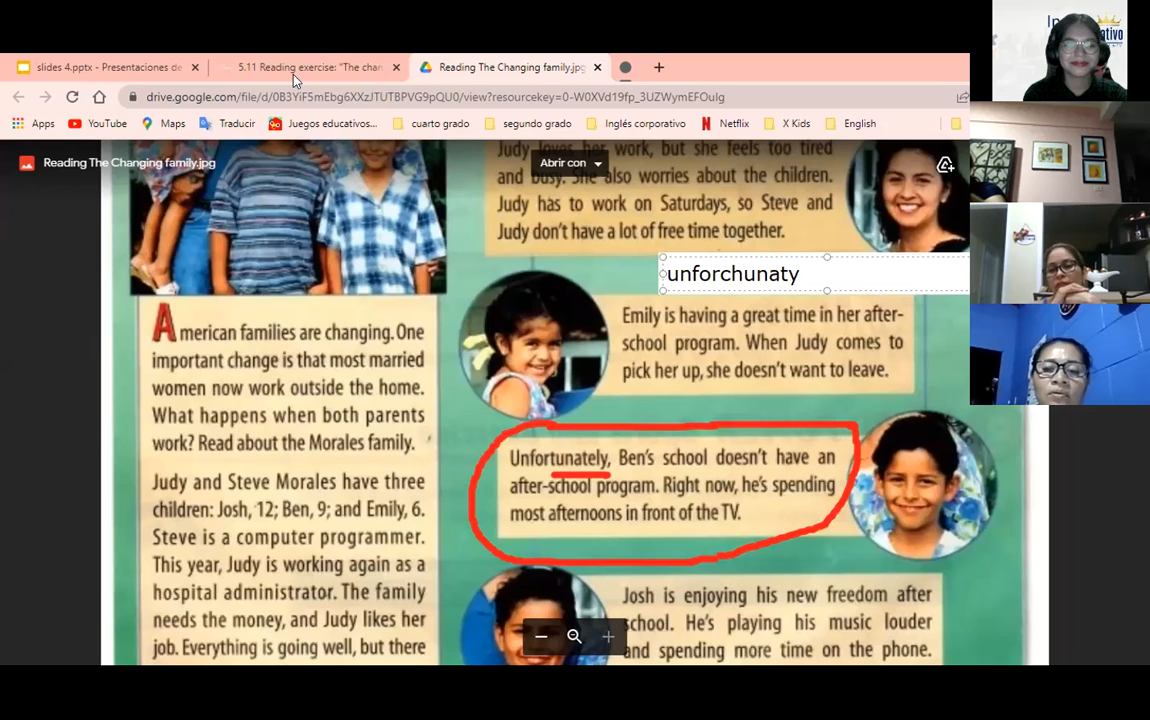 slides 4.pptx - Presentaciones de
5.11 Reading exercise: "The chan
Reading The Changing family.jpg
drive.google.com/file/d/0B3YiF5mEbg6XXzJTUTBPVG9pQU0/view?resourcekey=0-W0XVd19fp_3UZWymEFOuIg
Apps
YouTube
Maps
Traducir
Juegos educativos...
cuarto grado
segundo grado
Inglés corporativo
Netflix
X Kids
English
Reading The Changing family.jpg
Abrir con
Judy loves her work, but she feels too tired
and busy. She also worries about the children.
Judy has to work on Saturdays, so Steve and
Judy don't have a lot of free time together.
unforchunaty
Emily is having a great time in her after-
school program. When Judy comes to
pick her up, she doesn't want to leave.
American families are changing. One
important change is that most married
women now work outside the home.
What happens when both parents
work? Read about the Morales family.
Judy and Steve Morales have three
children: Josh, 12; Ben, 9; and Emily, 6.
Steve is a computer programmer.
This year, Judy is working again as a
hospital administrator. The family
needs the money, and Judy likes her
job. Everything is going well, but there
Unfortunately, Ben's school doesn't have an
after-school program. Right now, he's spending
most afternoons in front of the TV.
Josh is enjoying his new freedom after
school. He's playing his music louder
and spending more time on the phone.